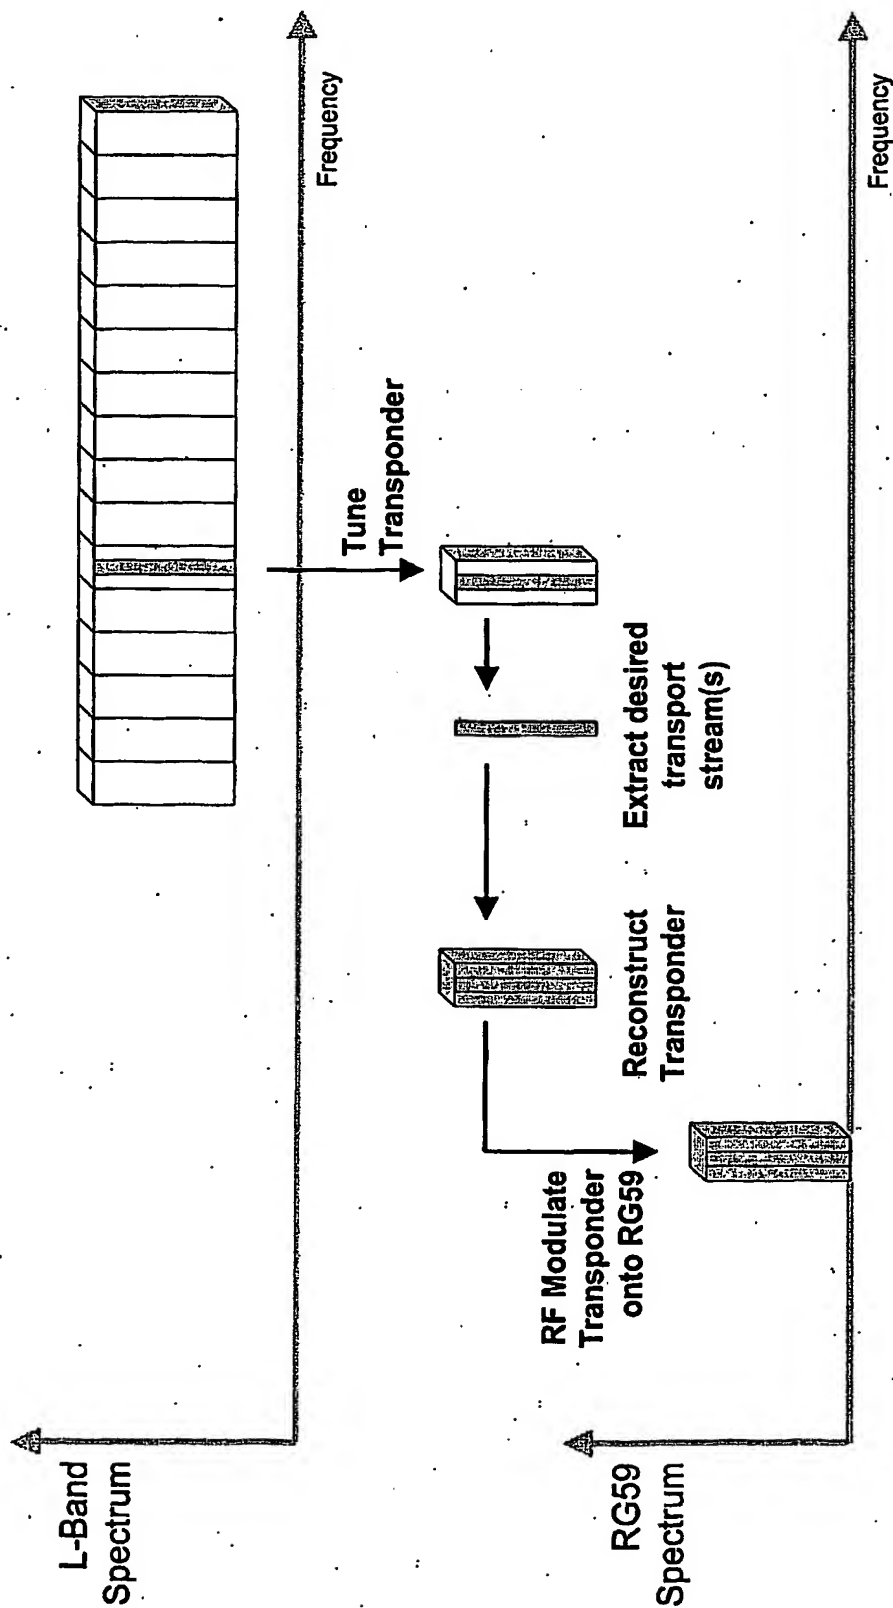 L-Band
Spectrum
Frequency
Tune
Transponder
Extract desired
transport
stream(s)
Reconstruct
Transponder
RF Modulate
Transponder
onto RG59
RG59
Spectrum
Frequency